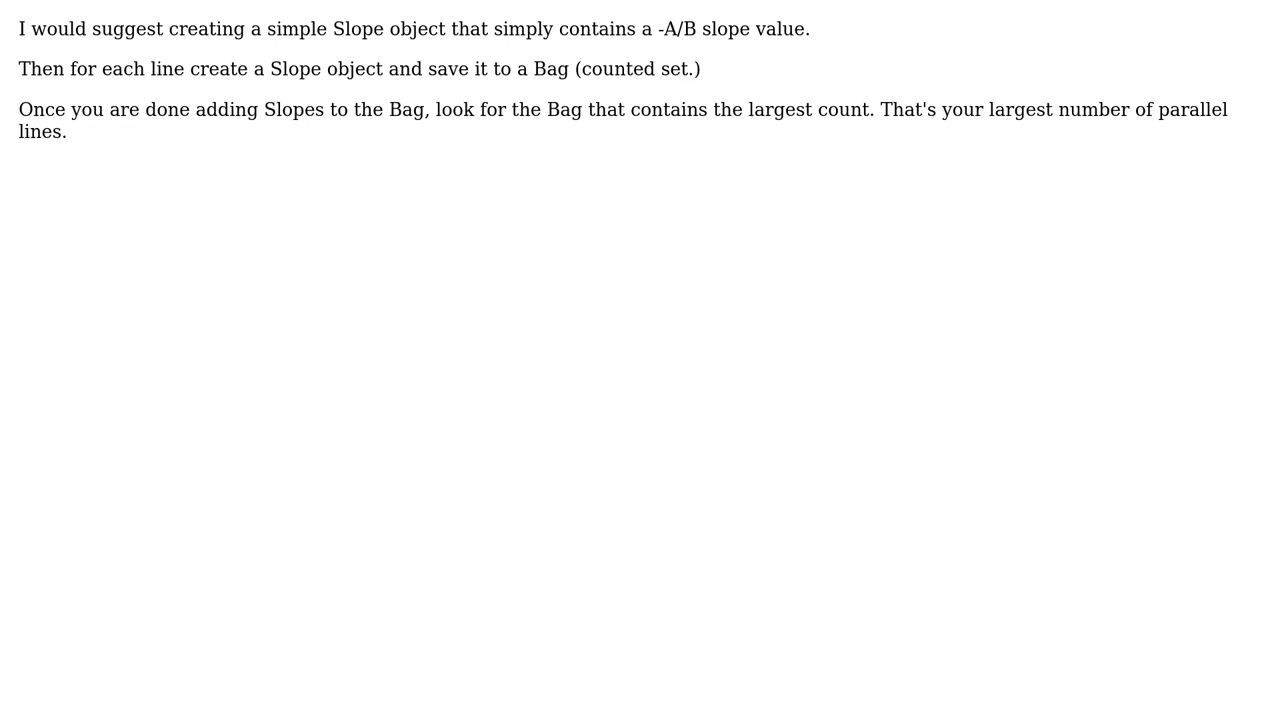 I would suggest creating a simple Slope object that simply contains a -A/B slope value.
Then for each line create a Slope object and save it to a Bag (counted set.)
Once you are done adding Slopes to the Bag, look for the Bag that contains the largest count. That's your largest number of parallel
lines.